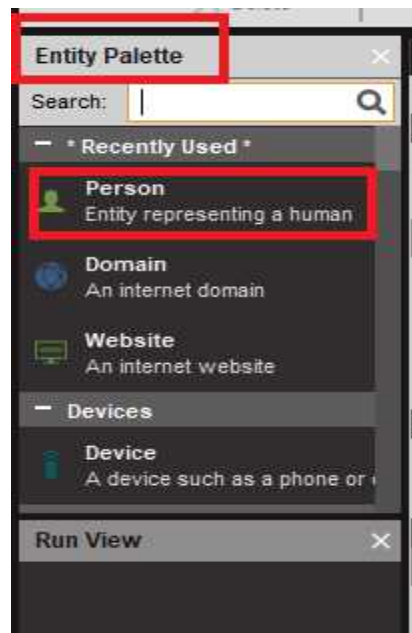 Entity Palette
Search:
* Recently Used *
Person
Entity representing a human
Domain
An internet domain
Website
An internet website
Devices
Device
A device such as a phone or
Run View